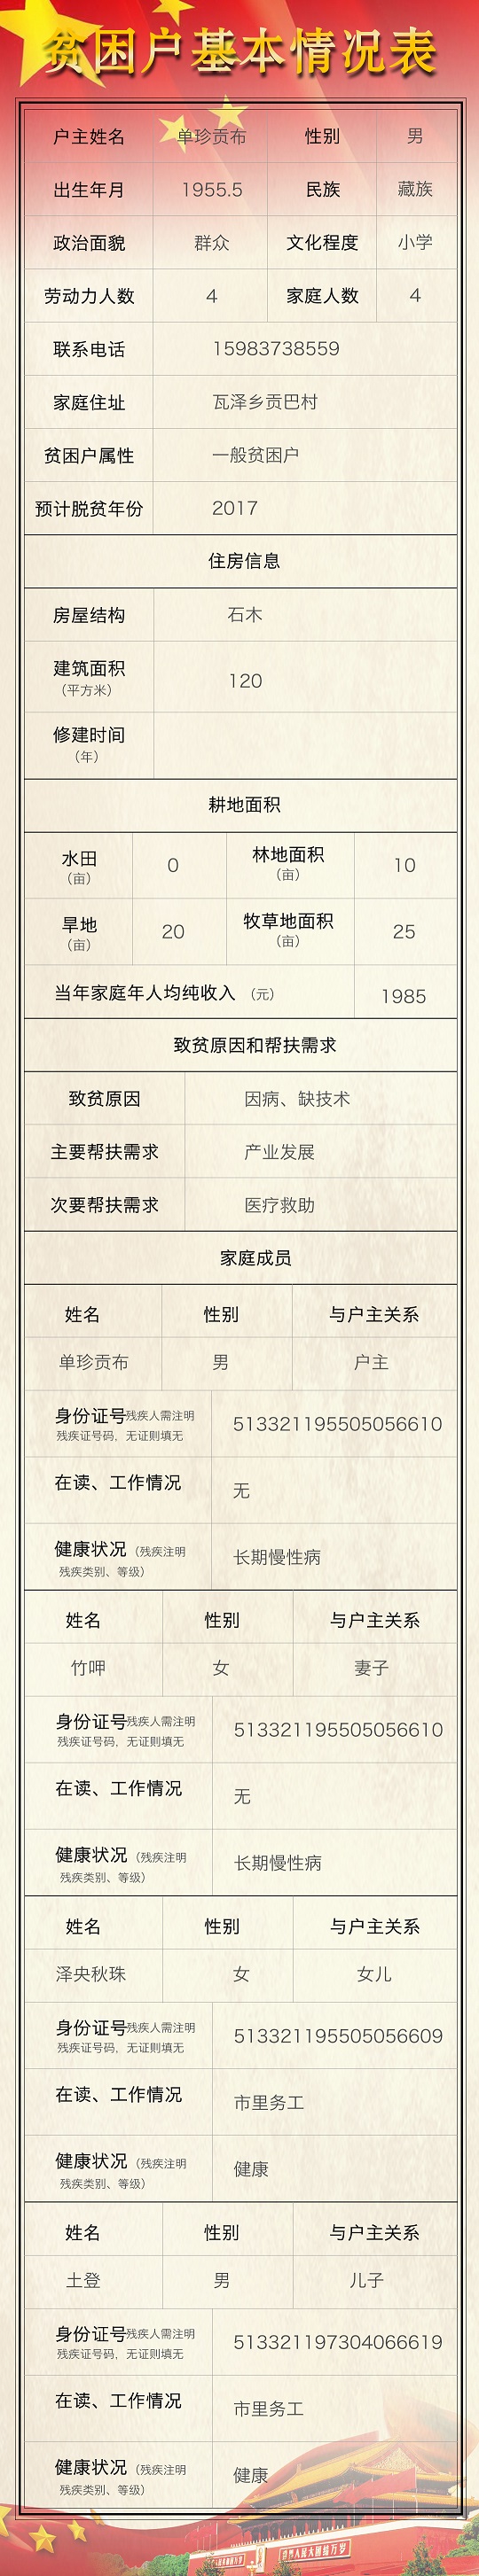 贫困户基本情况表
户主姓名 单珍贡布 性别 男
出生年月 1955.5 民族 藏族
政治面貌 群众 文化程度 小学
劳动力人数 4 家庭人数 4
联系电话 15983738559
家庭住址 瓦泽乡贡巴村
贫困户属性 一般贫困户
预计脱贫年份 2017
住房信息
房屋结构 石木
建筑面积 120
（平方米）
修建时间
（年）
耕地面积
水田 0 林地面积 10
（亩） （亩）
旱地 20 牧草地面积 25
（亩） （亩）
当年家庭年人均纯收入 （元） 1985
致贫原因和帮扶需求
致贫原因 因病、缺技术
主要帮扶需求 产业发展
次要帮扶需求 医疗救助
家庭成员
姓名 性别 与户主关系
单珍贡布 男 户主
身份证号残疾人需注明 513321195505056610
残疾证号码，无证则填无
在读、工作情况 无
健康状况（残疾注明 长期慢性病
残疾类别、等级）
姓名 性别 与户主关系
竹呷 女 妻子
身份证号残疾人需注明 513321195505056610
残疾证号码，无证则填无
在读、工作情况 无
健康状况（残疾注明 长期慢性病
残疾类别、等级）
姓名 性别 与户主关系
泽央秋珠 女 女儿
身份证号残疾人需注明 513321195505056609
残疾证号码，无证则填无
在读、工作情况 市里务工
健康状况（残疾注明 健康
残疾类别、等级）
姓名 性别 与户主关系
土登 男 儿子
身份证号残疾人需注明 513321197304066619
残疾证号码，无证则填无
在读、工作情况 市里务工
健康状况（残疾注明 健康
残疾类别、等级）